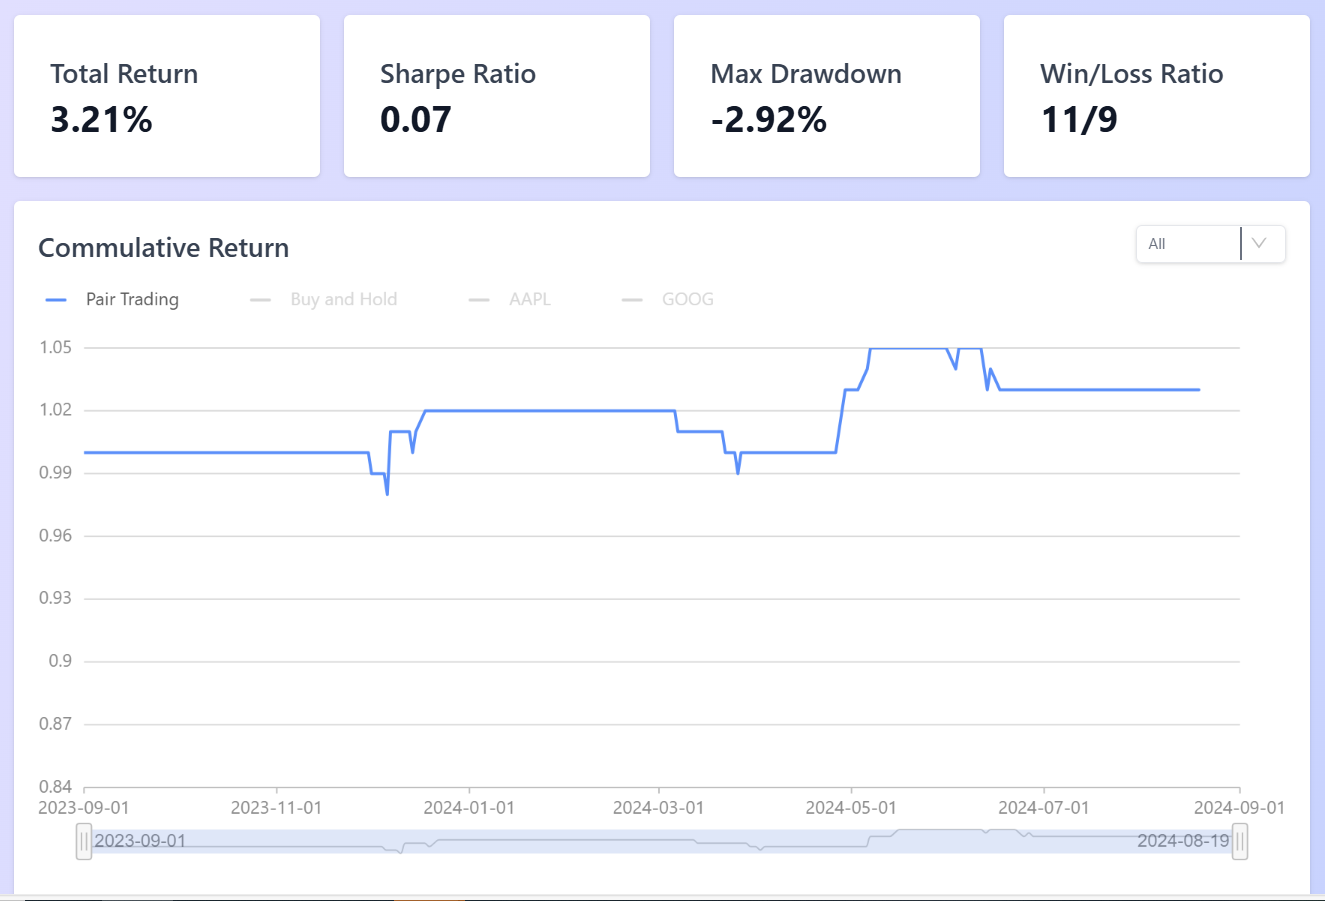 Total Return
3.21%
Sharpe Ratio
0.07
Max Drawdown
-2.92%
Win/Loss Ratio
11/9
Commulative Return
All
Pair Trading
Buy and Hold
AAPL
GOOG
1.05
1.02
0.99
0.96
0.93
0.9
0.87
0.84
2023-09-01
2023-11-01
2024-01-01
2024-03-01
2024-05-01
2024-07-01
2024-09-01
2023-09-01
2024-08-19